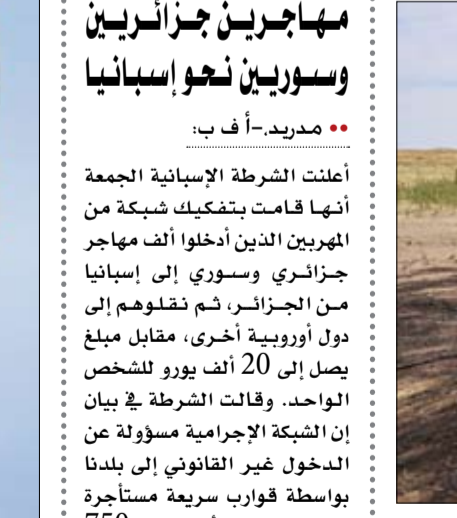 مهاجرين جزائريين
وسوريين نحو إسبانيا
•• مدريد-أ ف ب:
أعلنت الشرطة الإسبانية الجمعة
أنها قامت بتفكيك شبكة من
المهربين الذين أدخلوا ألف مهاجر
جزائري وسوري إلى إسبانيا
من الجزائر، ثم نقلوهم إلى
دول أوروبية أخرى، مقابل مبلغ
يصل إلى 20 ألف يورو للشخص
الواحد. وقالت الشرطة في بيان
إن الشبكة الإجرامية مسؤولة عن
الدخول غير القانوني إلى بلدنا
بواسطة قوارب سريعة مستأجرة
750